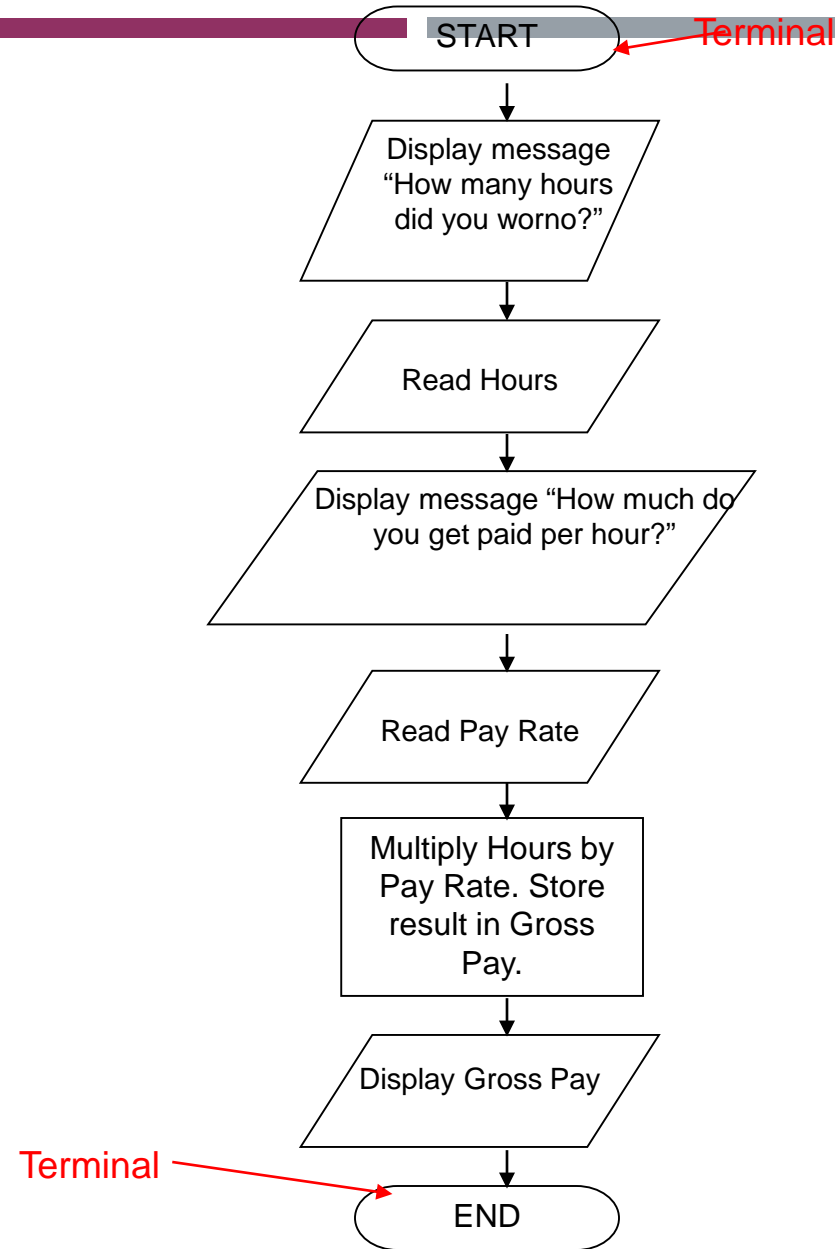 START
Terminal
Display message
“How many hours
did you worno?”
Read Hours
Display message “How much do
you get paid per hour?”
Read Pay Rate
Multiply Hours by
Pay Rate. Store
result in Gross
Pay.
Display Gross Pay
Terminal
END